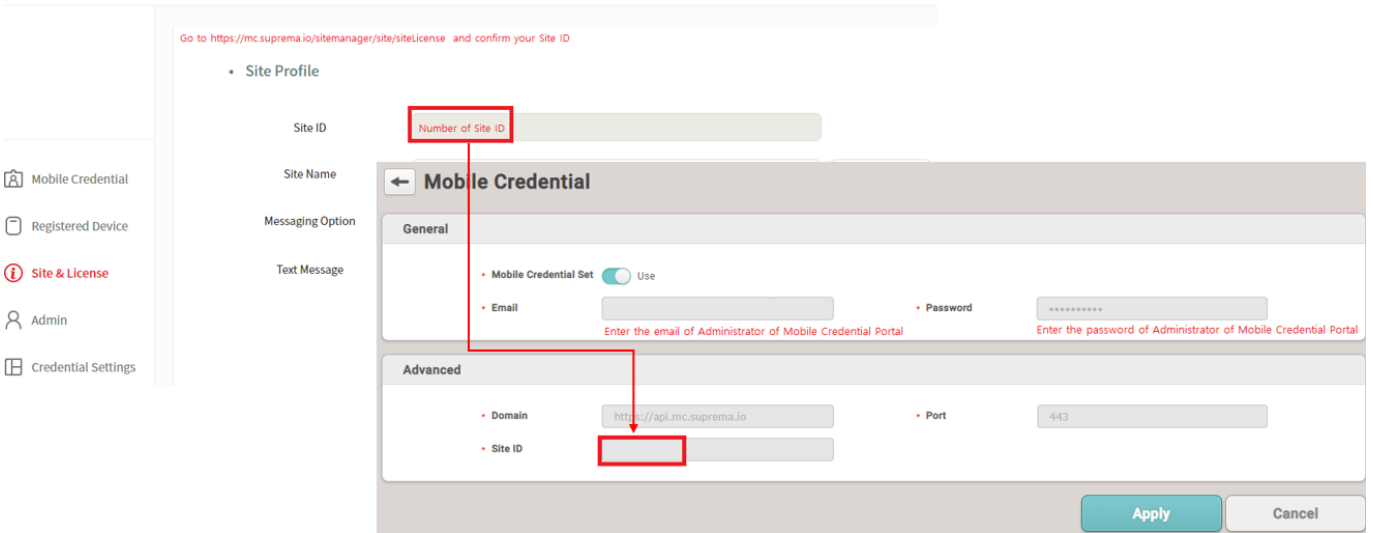 Go to https://mc.suprema.io/sitemanager/site/siteLicense and confirm your Site ID
• Site Profile
Site ID
Number of Site ID
Mobile Credential
Registered Device
Site & License
Admin
Credential Settings
Site Name
Messaging Option
Text Message
Mobile Credential
General
• Mobile Credential Set Use
• Email
• Password ••••••••••
Enter the email of Administrator of Mobile Credential Portal
Enter the password of Administrator of Mobile Credential Portal
Advanced
• Domain https://api.mc.suprema.io
• Port 443
• Site ID
Apply Cancel